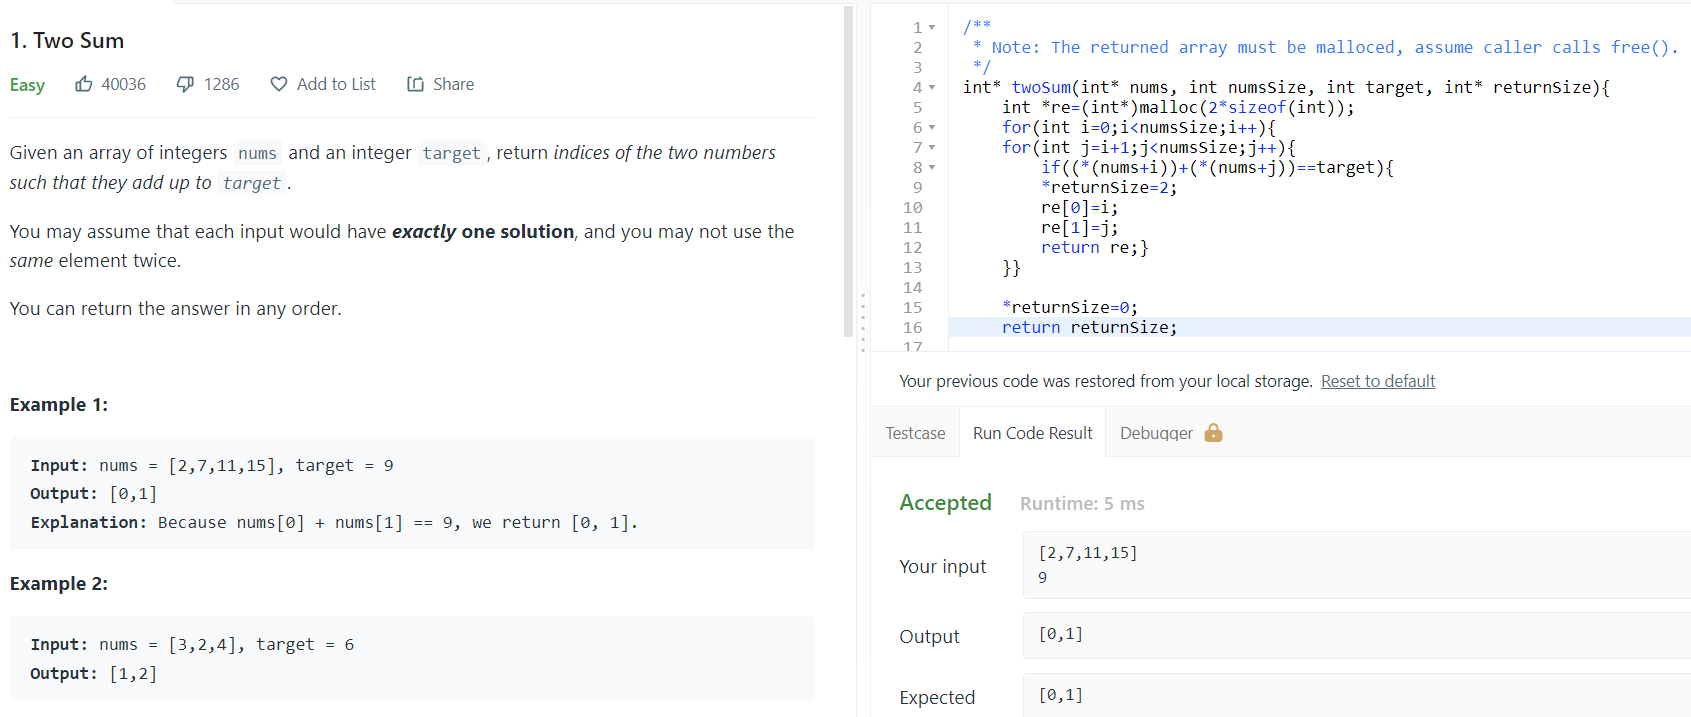 1. Two Sum
Easy 40036 1286 Add to List Share
Given an array of integers nums and an integer target, return indices of the two numbers
such that they add up to target.
You may assume that each input would have exactly one solution, and you may not use the
same element twice.
You can return the answer in any order.
Example 1:
Input: nums = [2,7,11,15], target = 9
Output: [0,1]
Explanation: Because nums[0] + nums[1] == 9, we return [0, 1].
Example 2:
Input: nums = [3,2,4], target = 6
Output: [1,2]
1 /**
2 * Note: The returned array must be malloced, assume caller calls free().
3 */
4 int* twoSum(int* nums, int numsSize, int target, int* returnSize){
5 int *re=(int*)malloc(2*sizeof(int));
6 for(int i=0;i<numsSize;i++){
7 for(int j=i+1;j<numsSize;j++){
8 if((*(nums+i))+(*(nums+j))==target){
9 *returnSize=2;
10 re[0]=i;
11 re[1]=j;
12 return re;}
13 }}
14
15 *returnSize=0;
16 return returnSize;
17
Your previous code was restored from your local storage. Reset to default
Testcase Run Code Result Debugger
Accepted Runtime: 5 ms
Your input
[2,7,11,15]
9
Output
[0,1]
Expected
[0,1]